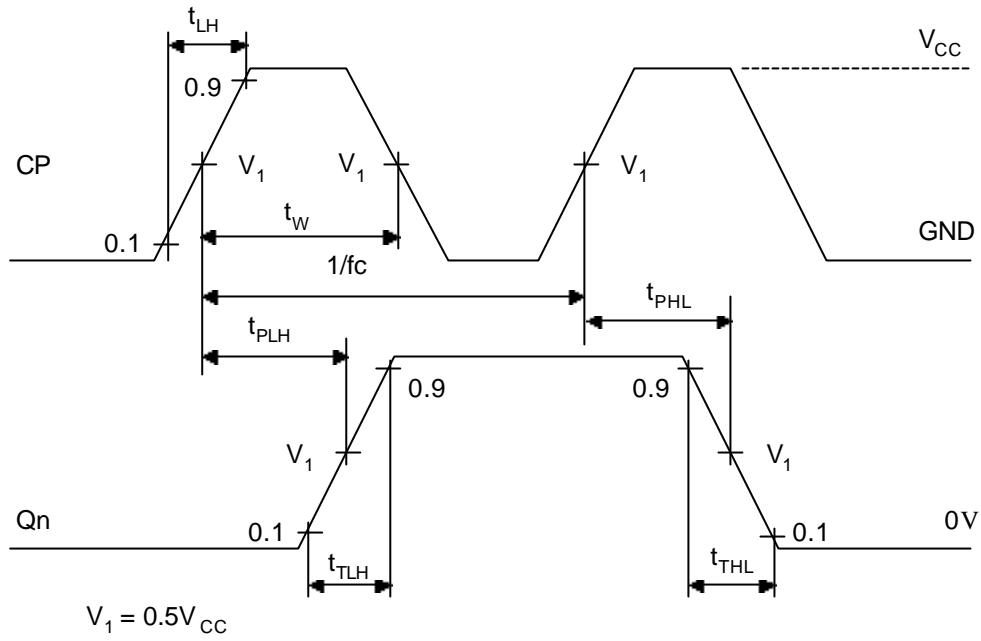 t_LH
V_CC
0.9
CP
V_1 V_1 V_1
t_W
0.1
GND
1/fc
t_PHL
t_PLH
0.9 0.9
V_1 V_1
Qn
0.1 0.1
0V
t_TLH t_THL
V_1 = 0.5V_CC